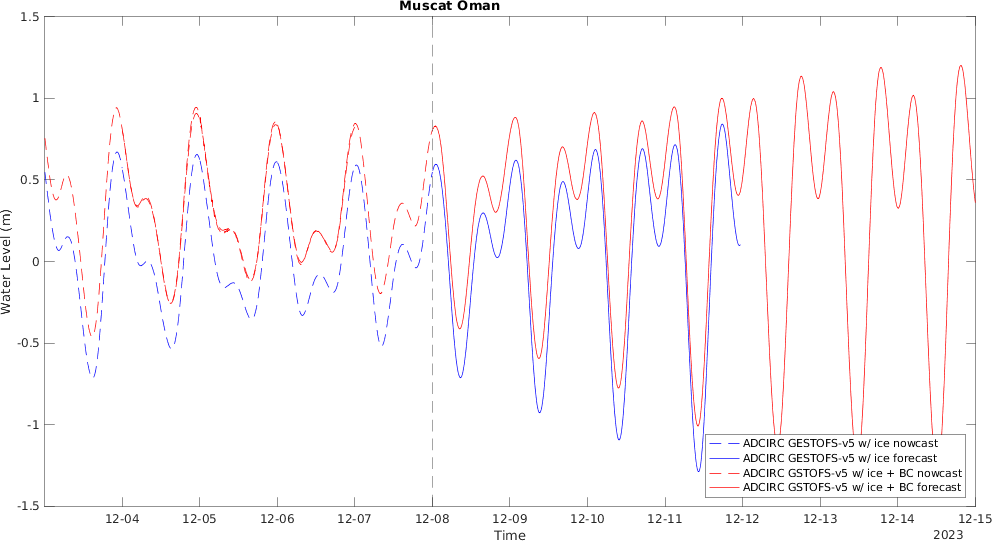 Muscat Oman
1.5
1
0.5
0
-0.5
-1
-1.5
Water Level (m)
ADCIRC GESTOFS-v5 w/ ice nowcast
ADCIRC GESTOFS-v5 w/ ice forecast
ADCIRC GSTOFS-v5 w/ ice + BC nowcast
ADCIRC GSTOFS-v5 w/ ice + BC forecast
12-04 12-05 12-06 12-07 12-08 12-09 12-10 12-11 12-12 12-13 12-14 12-15
Time
2023